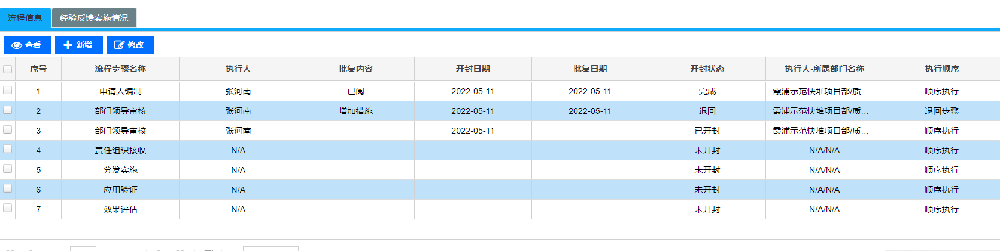 流程信息 经验反馈实施情况
查看 新增 修改
序号 流程步骤名称 执行人 批复内容 开封日期 批复日期 开封状态 执行人-所属部门名称 执行顺序
1 申请人编制 张河南 已阅 2022-05-11 2022-05-11 完成 霞浦示范快堆项目部/质... 顺序执行
2 部门领导审核 张河南 增加措施 2022-05-11 2022-05-11 退回 霞浦示范快堆项目部/质... 退回步骤
3 部门领导审核 张河南 2022-05-11 已开封 霞浦示范快堆项目部/质... 顺序执行
4 责任组织接收 N/A 未开封 N/A/N/A 顺序执行
5 分发实施 N/A 未开封 N/A/N/A 顺序执行
6 应用验证 N/A 未开封 N/A/N/A 顺序执行
7 效果评估 N/A 未开封 N/A/N/A 顺序执行